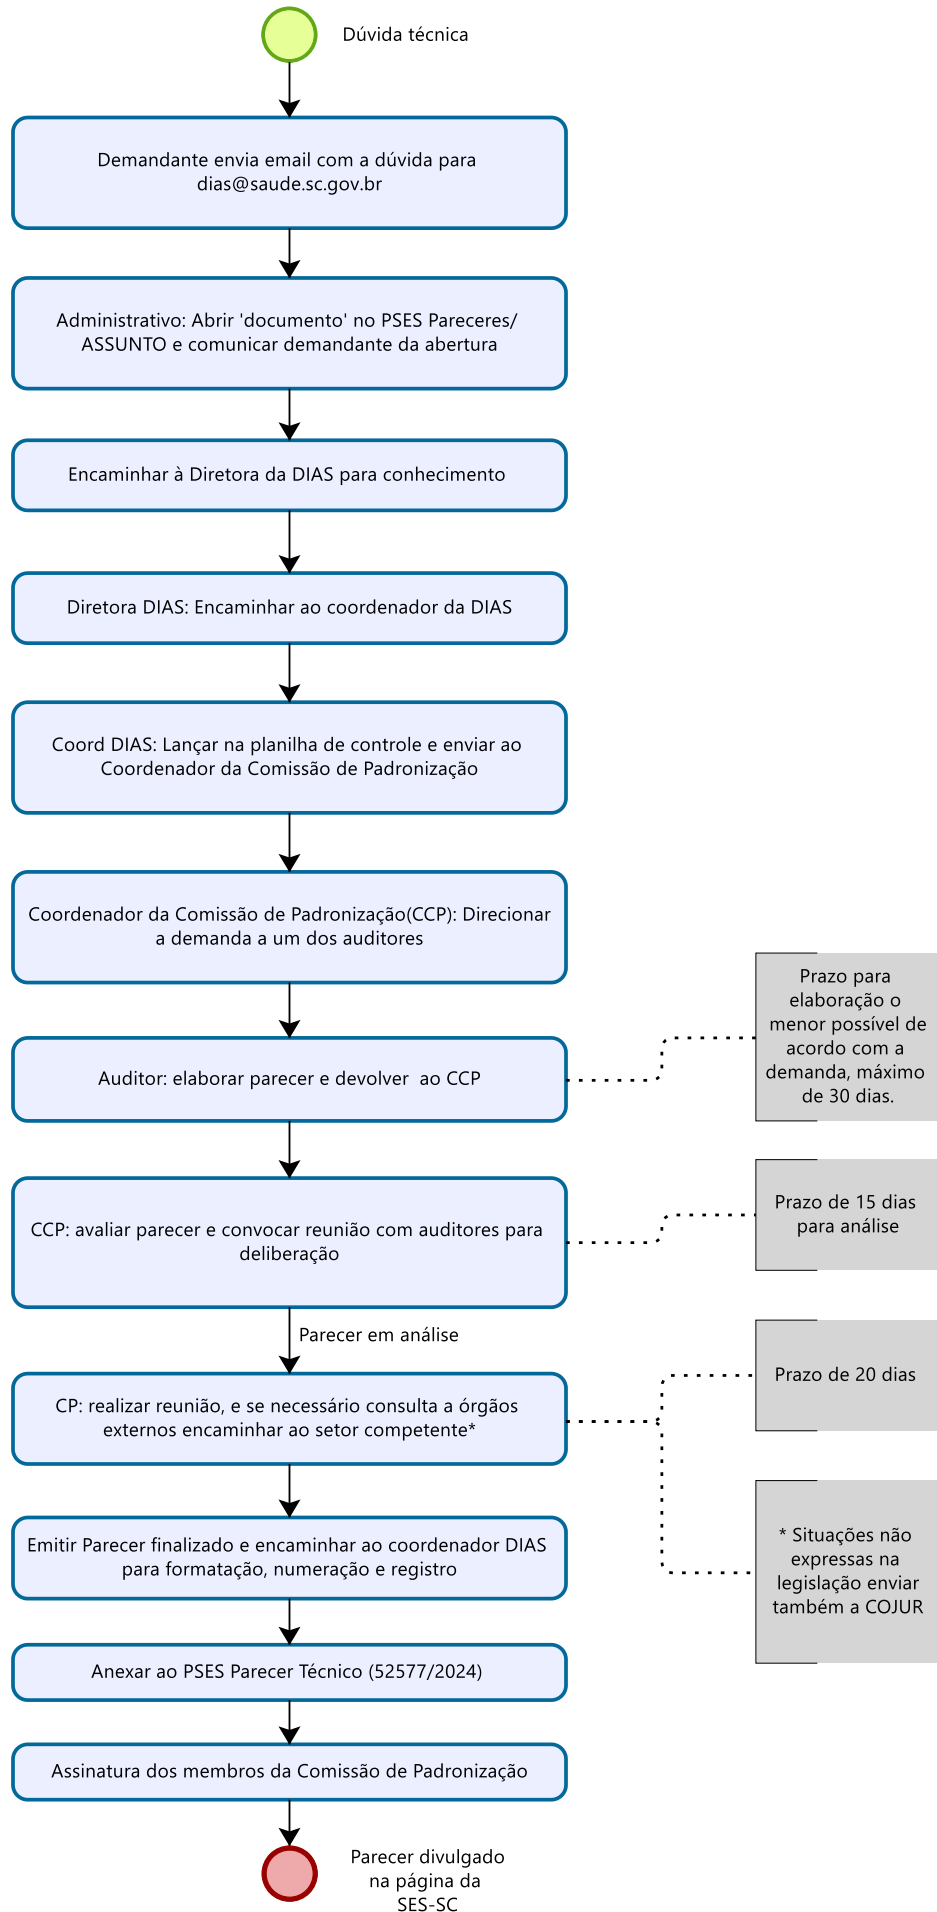 Dúvida técnica
Demandante envia email com a dúvida para
dias@saude.sc.gov.br
Administrativo: Abrir 'documento' no PSES Pareceres/
ASSUNTO e comunicar demandante da abertura
Encaminhar à Diretora da DIAS para conhecimento
Diretora DIAS: Encaminhar ao coordenador da DIAS
Coord DIAS: Lançar na planilha de controle e enviar ao
Coordenador da Comissão de Padronização
Coordenador da Comissão de Padronização(CCP): Direcionar
a demanda a um dos auditores
Auditor: elaborar parecer e devolver  ao CCP
Prazo para
elaboração o
menor possível de
acordo com a
demanda, máximo
de 30 dias.
CCP: avaliar parecer e convocar reunião com auditores para
deliberação
Prazo de 15 dias
para análise
Parecer em análise
CP: realizar reunião, e se necessário consulta a órgãos
externos encaminhar ao setor competente*
Prazo de 20 dias
* Situações não
expressas na
legislação enviar
também a COJUR
Emitir Parecer finalizado e encaminhar ao coordenador DIAS
para formatação, numeração e registro
Anexar ao PSES Parecer Técnico (52577/2024)
Assinatura dos membros da Comissão de Padronização
Parecer divulgado
na página da
SES-SC